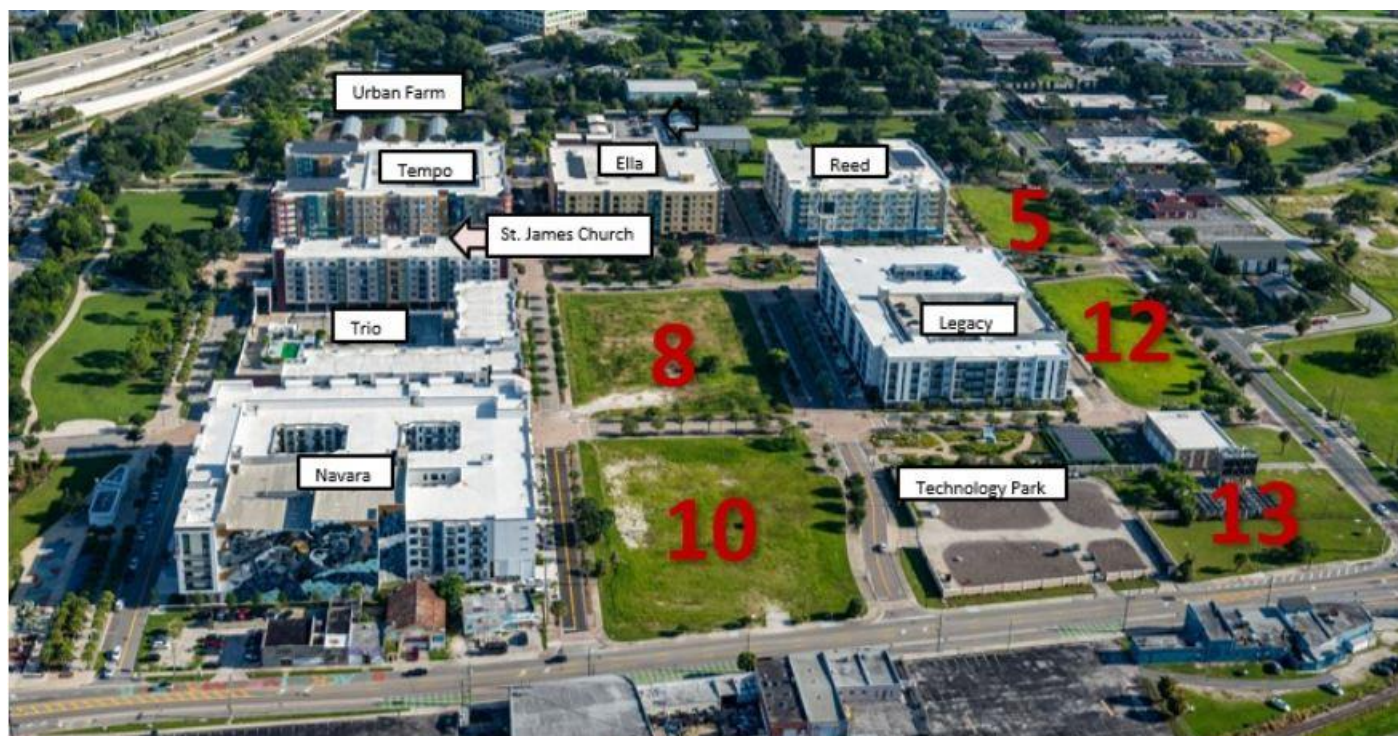 Urban Farm
Tempo
Ella
Reed
St. James Church
5
Trio
8
Legacy
12
Navara
10
Technology Park
13